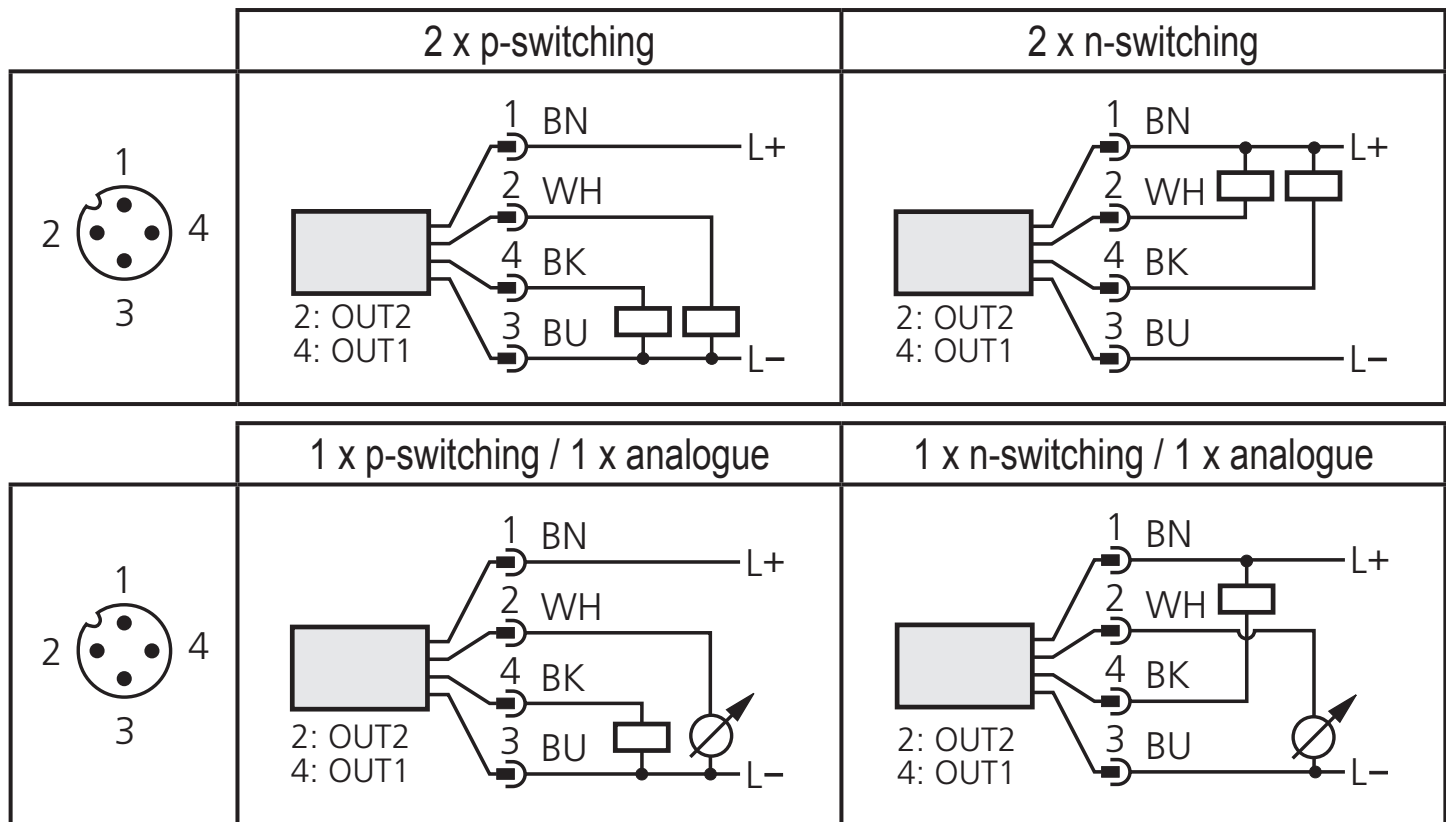 2 x p-switching
2 x n-switching
1
2 4
3
1 BN
L+
2 WH
4 BK
3 BU
L–
2: OUT2
4: OUT1
1 BN
L+
2 WH
4 BK
3 BU
L–
2: OUT2
4: OUT1
1 x p-switching / 1 x analogue
1 x n-switching / 1 x analogue
1
2 4
3
1 BN
L+
2 WH
4 BK
3 BU
L–
2: OUT2
4: OUT1
1 BN
L+
2 WH
4 BK
3 BU
L–
2: OUT2
4: OUT1